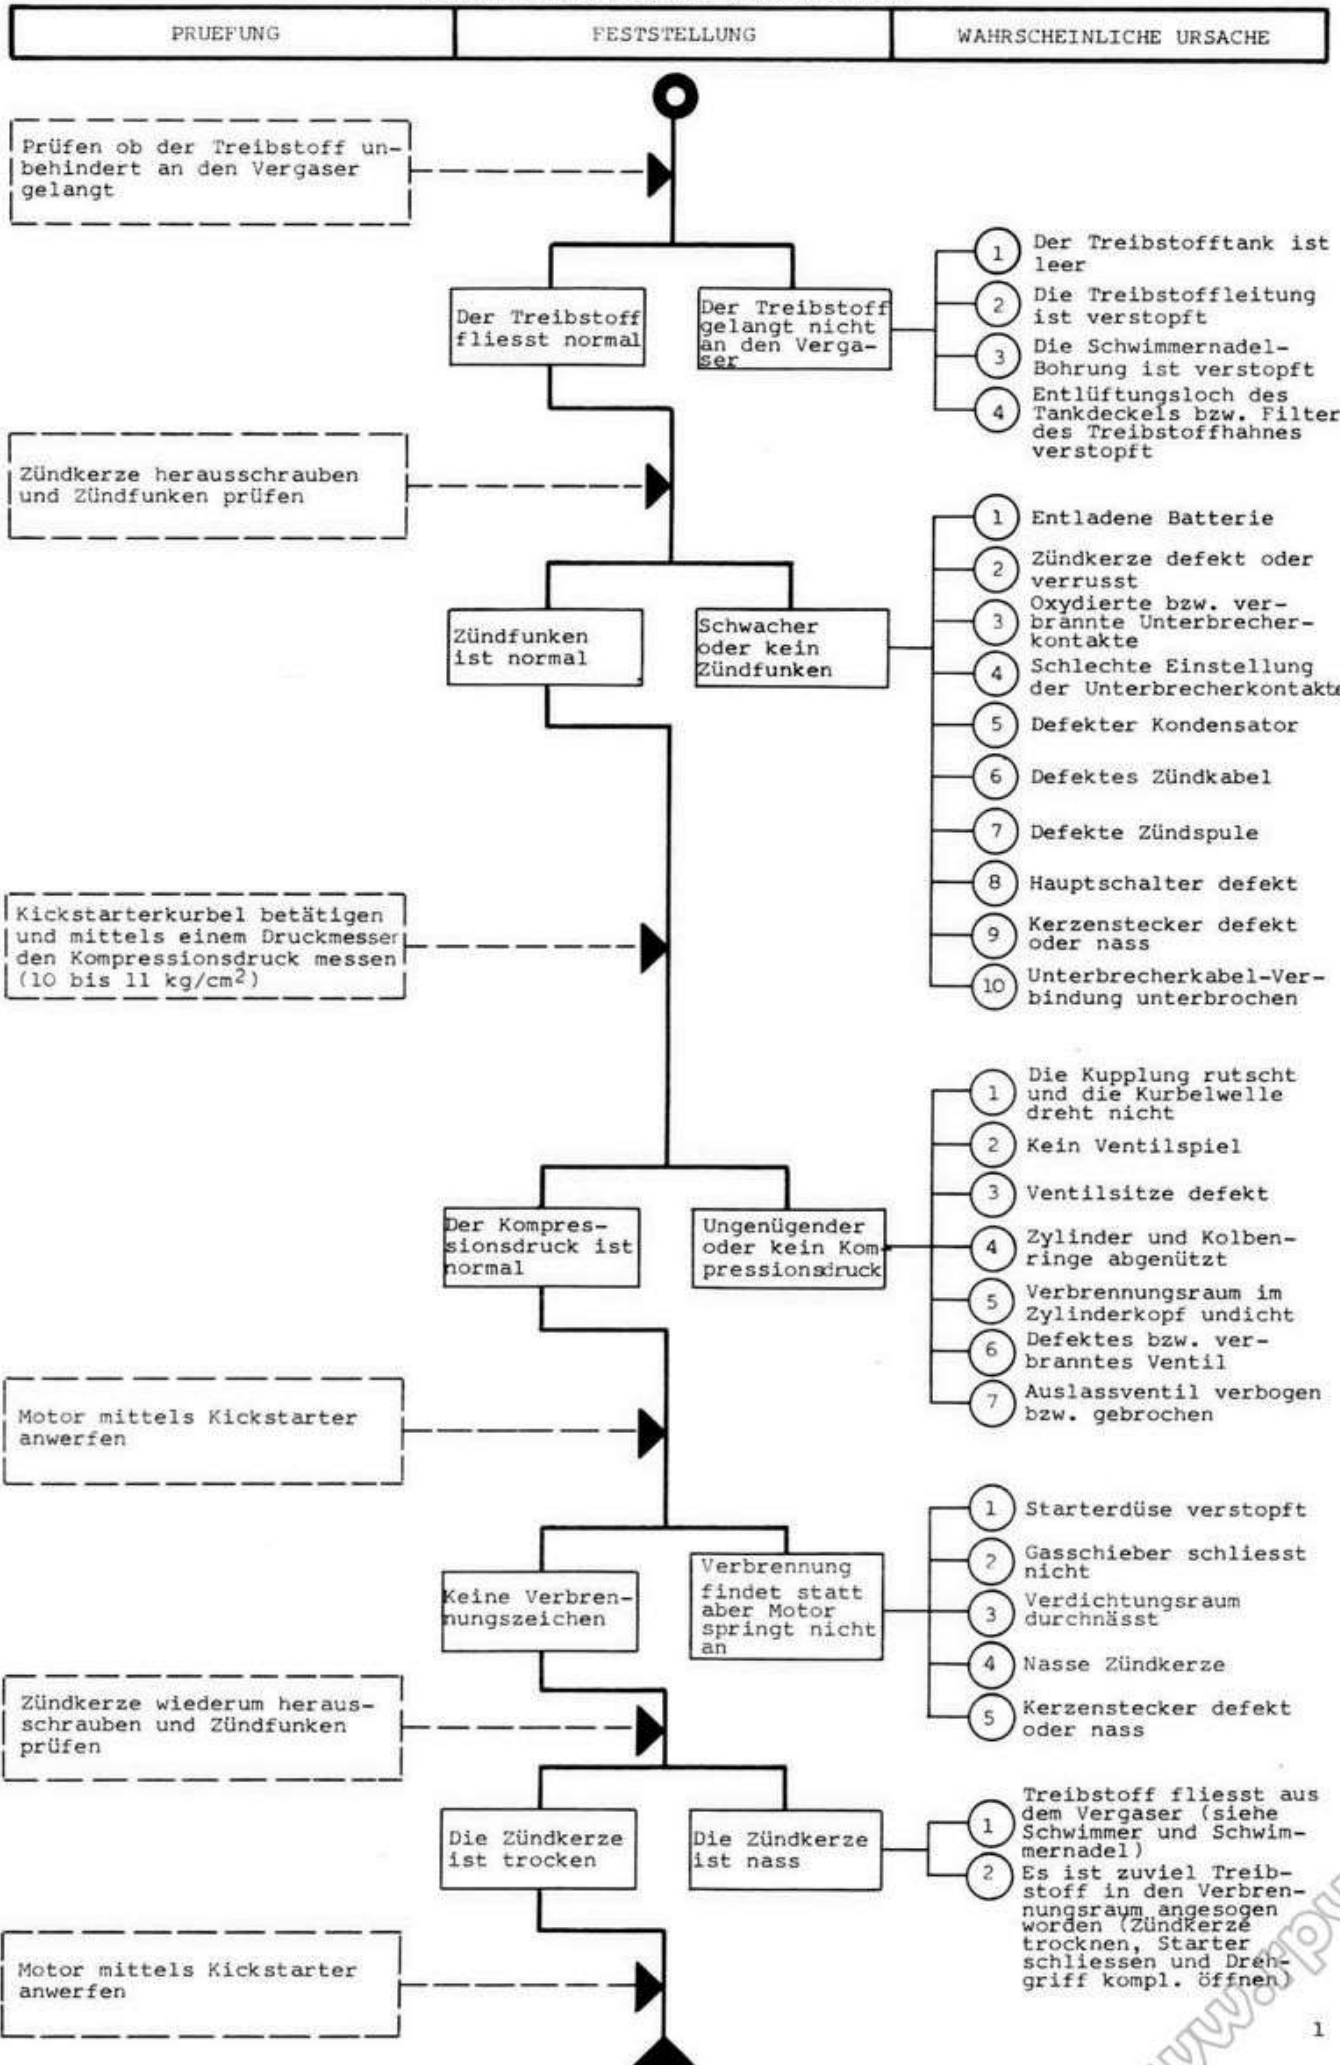 PRUEFUNG
FESTSTELLUNG
WAHRSCHEINLICHE URSACHE
Prüfen ob der Treibstoff un-
behindert an den Vergaser
gelangt
Der Treibstoff
fliesst normal
Der Treibstoff
gelangt nicht
an den Verga-
ser
1 Der Treibstofftank ist
leer
2 Die Treibstoffleitung
ist verstopft
3 Die Schwimmernadel-
Bohrung ist verstopft
4 Entlüftungsloch des
Tankdeckels bzw. Filter
des Treibstoffhahnes
verstopft
Zündkerze herausschrauben
und Zündfunken prüfen
Zündfunken
ist normal
Schwacher
oder kein
Zündfunken
1 Entladene Batterie
2 Zündkerze defekt oder
verrusst
3 Oxydierte bzw. ver-
brannte Unterbrecher-
kontakte
4 Schlechte Einstellung
der Unterbrecherkontakte
5 Defekter Kondensator
6 Defektes Zündkabel
7 Defekte Zündspule
8 Hauptschalter defekt
9 Kerzenstecker defekt
oder nass
10 Unterbrecherkabel-Ver-
bindung unterbrochen
Kickstarterkurbel betätigen
und mittels einem Druckmesser
den Kompressionsdruck messen
(10 bis 11 kg/cm²)
Der Kompres-
sionsdruck ist
normal
Ungenügender
oder kein Kom-
pressionsdruck
1 Die Kupplung rutscht
und die Kurbelwelle
dreht nicht
2 Kein Ventilspiel
3 Ventilsitze defekt
4 Zylinder und Kolben-
ringe abgenützt
5 Verbrennungsraum im
Zylinderkopf undicht
6 Defektes bzw. ver-
branntes Ventil
7 Auslassventil verbogen
bzw. gebrochen
Motor mittels Kickstarter
anwerfen
Keine Verbren-
nungszeichen
Verbrennung
findet statt
aber Motor
springt nicht
an
1 Starterdüse verstopft
2 Gasschieber schliesst
nicht
3 Verdichtungsraum
durchnässt
4 Nasse Zündkerze
5 Kerzenstecker defekt
oder nass
Zündkerze wiederum heraus-
schrauben und Zündfunken
prüfen
Die Zündkerze
ist trocken
Die Zündkerze
ist nass
1 Treibstoff fliesst aus
dem Vergaser (siehe
Schwimmer und Schwim-
mernadel)
2 Es ist zuviel Treib-
stoff in den Verbren-
nungsraum angesogen
worden (Zündkerze
trocknen, Starter
schliessen und Dreh-
griff kompl. öffnen)
Motor mittels Kickstarter
anwerfen
1